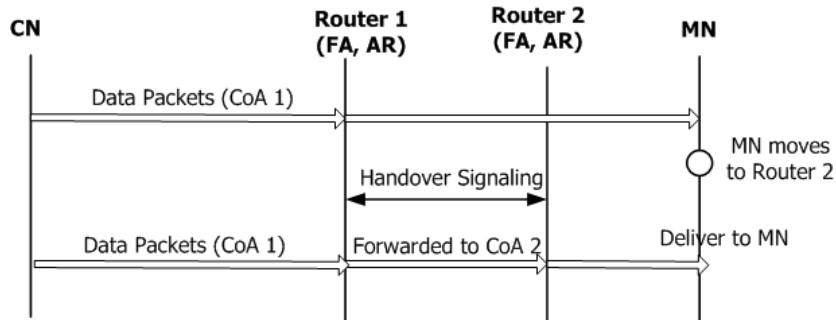 CN
Router 1
(FA, AR)
Router 2
(FA, AR)
MN
Data Packets (CoA 1)
MN moves
to Router 2
Handover Signaling
Data Packets (CoA 1)
Forwarded to CoA 2
Deliver to MN